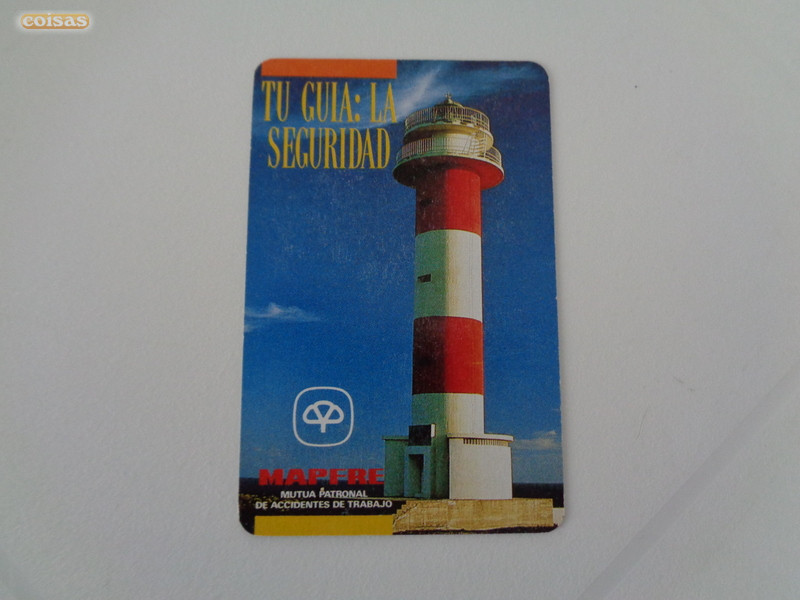 coisas
TU GUIA: LA
SEGURIDAD
MAPFRE
MUTUA PATRONAL
DE ACCIDENTES DE TRABAJO